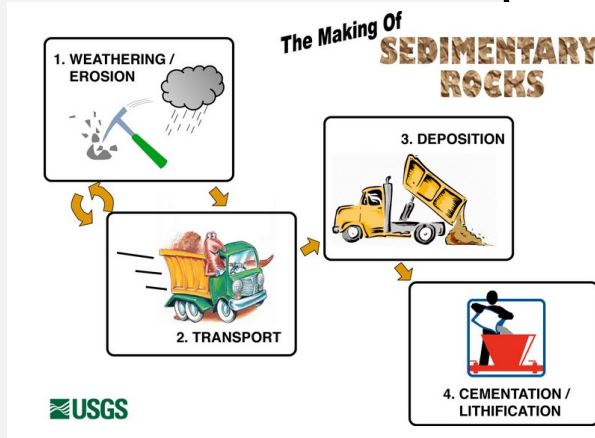 The Making Of
SEDIMENTARY
ROCKS
1. WEATHERING /
EROSION
2. TRANSPORT
3. DEPOSITION
4. CEMENTATION /
LITHIFICATION
USGS